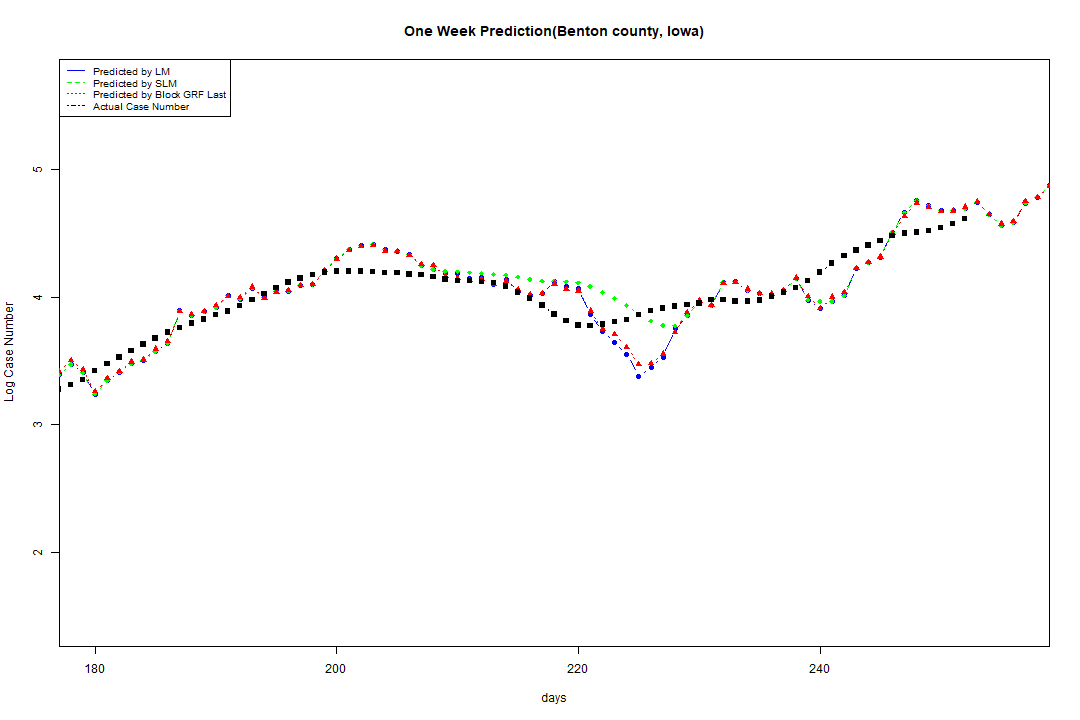 One Week Prediction(Benton county, Iowa)
Predicted by LM
Predicted by SLM
Predicted by Block GRF Last
Actual Case Number
5
4
3
2
Log Case Number
180 200 220 240
days